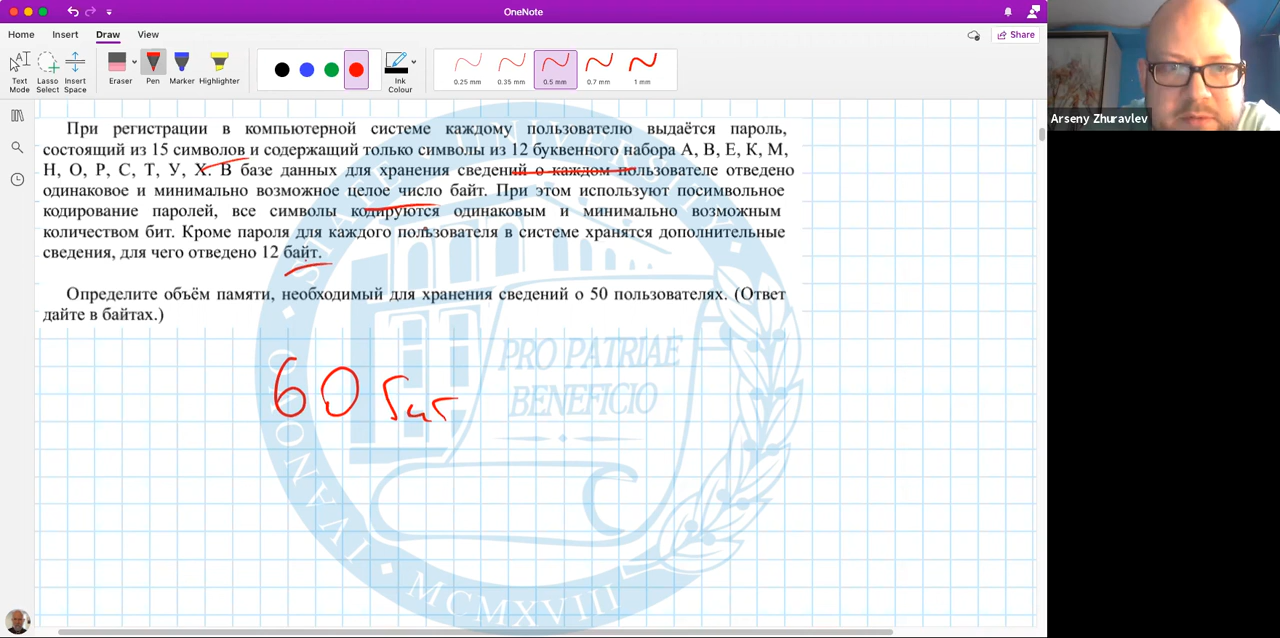 OneNote
Home Insert Draw View
Share
Text Mode
Lasso Select
Insert Space
Eraser
Pen
Marker
Highlighter
Ink Colour
0.25 mm
0.35 mm
0.5 mm
0.7 mm
1 mm
Arseny Zhuravlev
При регистрации в компьютерной системе каждому пользователю выдаётся пароль,
состоящий из 15 символов и содержащий только символы из 12 буквенного набора А, В, Е, К, М,
Н, О, Р, С, Т, У, Х. В базе данных для хранения сведений о каждом пользователе отведено
одинаковое и минимально возможное целое число байт. При этом используют посимвольное
кодирование паролей, все символы кодируются одинаковым и минимально возможным
количеством бит. Кроме пароля для каждого пользователя в системе хранятся дополнительные
сведения, для чего отведено 12 байт.
Определите объём памяти, необходимый для хранения сведений о 50 пользователях. (Ответ
дайте в байтах.)
60 бит
PRO PATRIAE
BENEFICIO
MCMXVIII